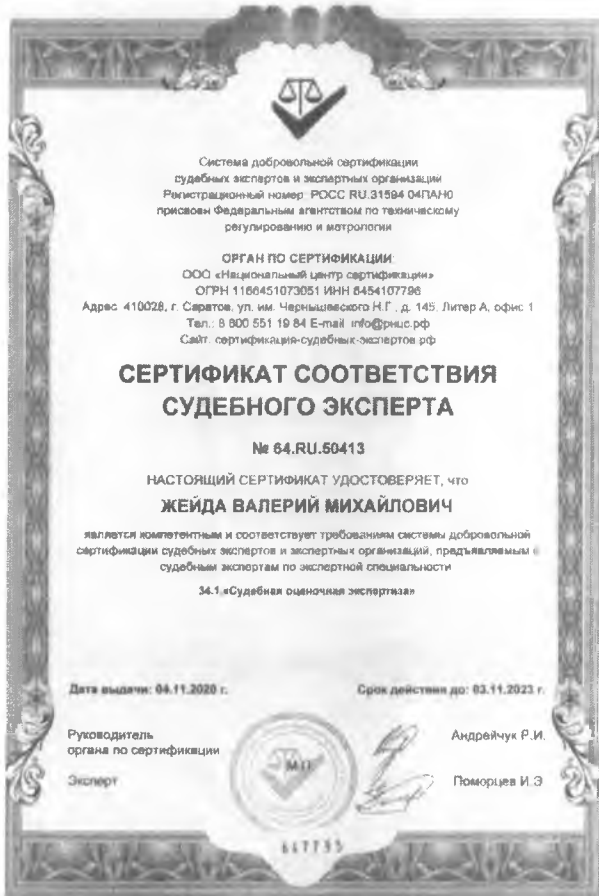 Система добровольной сертификации
судебных экспертов и экспертных организации
Регистрационный номер: РОСС RU.31594 04ПАН0
присвоен Федеральным агентством по техническому
регулированию и метрологии
ОРГАН ПО СЕРТИФИКАЦИИ:
ООО «Национальный центр сертификации»
ОГРН 1166451073051 ИНН 6454107796
Адрес: 410028, г. Саратов, ул. им. Чернышевского Н.Г., д. 145, Литер А, офис 1
Тел.: 8 800 551 19 84 E-mail: info@рнцс.рф
Сайт: сертификация-судебных-экспертов.рф
СЕРТИФИКАТ СООТВЕТСТВИЯ
СУДЕБНОГО ЭКСПЕРТА
№ 64.RU.50413
НАСТОЯЩИЙ СЕРТИФИКАТ УДОСТОВЕРЯЕТ, что
ЖЕЙДА ВАЛЕРИЙ МИХАЙЛОВИЧ
является компетентным и соответствует требованиям системы добровольной
сертификации судебных экспертов и экспертных организаций, предъявляемым к
судебным экспертам по экспертной специальности
34.1 «Судебная оценочная экспертиза»
Дата выдачи: 04.11.2020 г. Срок действия до: 03.11.2023 г.
Руководитель
органа по сертификации
Андрейчук Р.И.
Эксперт
Поморцев И.Э
М.П.